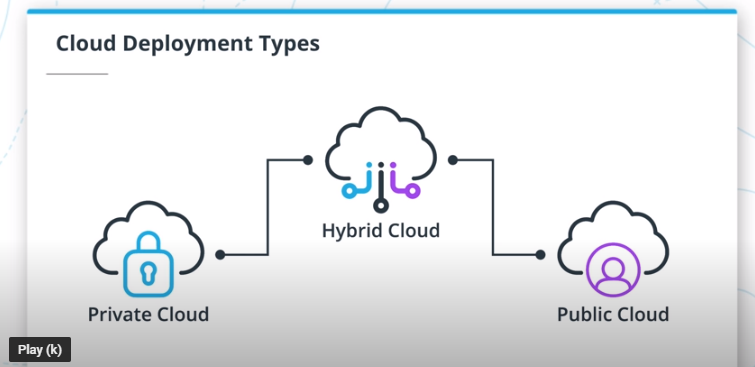 Cloud Deployment Types
Hybrid Cloud
Private Cloud
Public Cloud
Play (k)